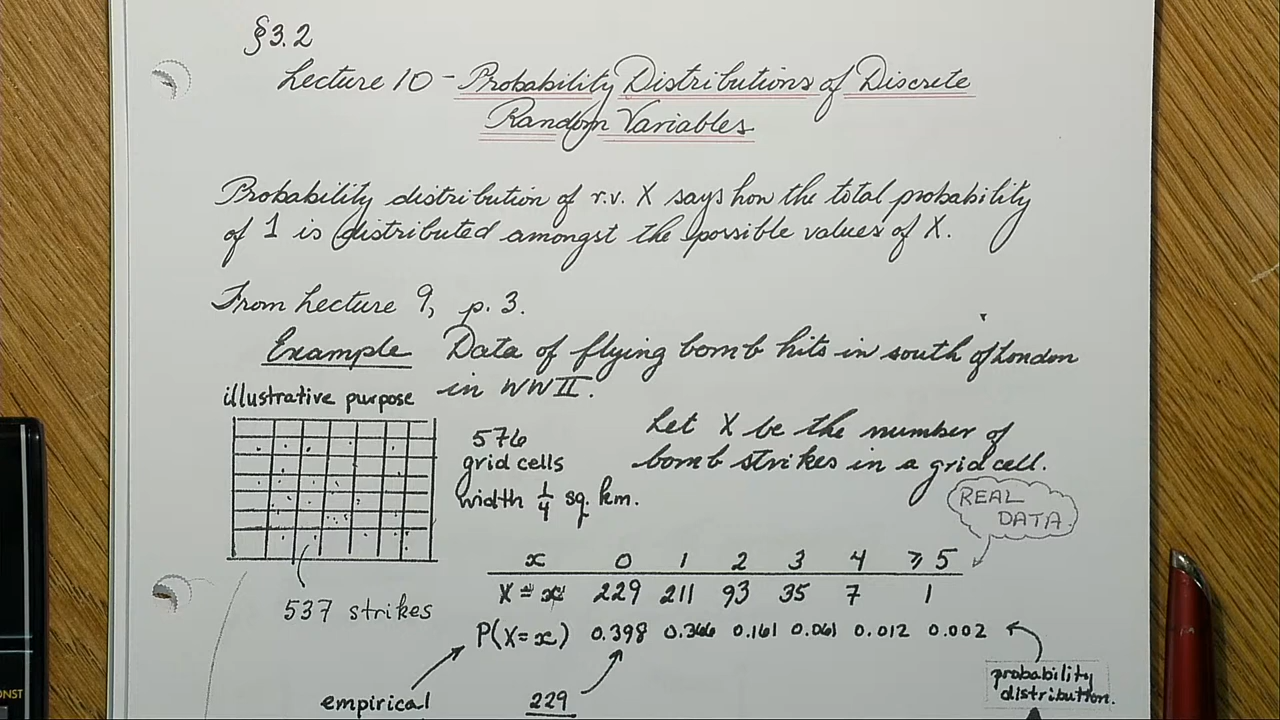 §3.2
Lecture 10 - Probability Distributions of Discrete
Random Variables
Probability distribution of r.v. X says how the total probability
of 1 is distributed amongst the possible values of X.
From Lecture 9, p. 3.
Example Data of flying bomb hits in south of London
in WWII.
illustrative purpose
576
grid cells
width 1/4 sq. km.
Let X be the number of
bomb strikes in a grid cell.
REAL
DATA
537 strikes
x 0 1 2 3 4 ≥ 5
X = x 229 211 93 35 7 1
P(X=x) 0.398 0.366 0.161 0.061 0.012 0.002
probability
distribution.
empirical
229
ONST